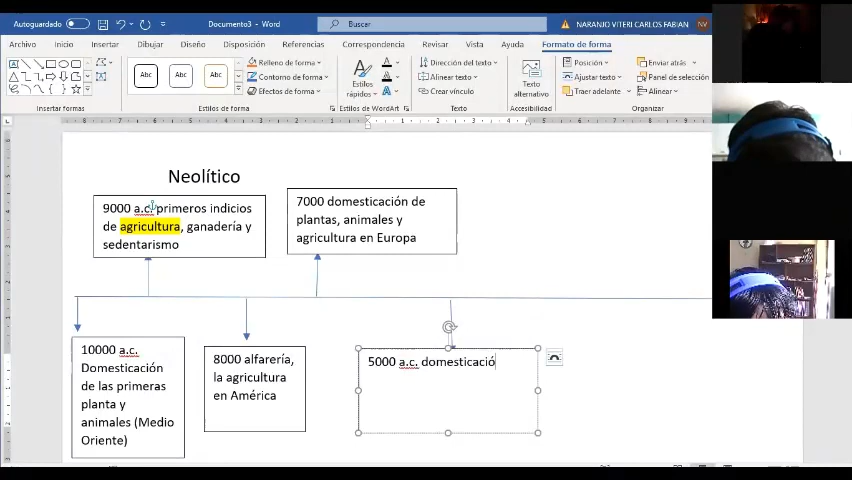 Autoguardado
Documento3 - Word
Buscar
NARANJO VITERI CARLOS FABIAN
NV
Archivo
Inicio
Insertar
Dibujar
Diseño
Disposición
Referencias
Correspondencia
Revisar
Vista
Ayuda
Formato de forma
Abc
Abc
Abc
Relleno de forma
Contorno de forma
Efectos de forma
Estilos
rápidos
Dirección del texto
Alinear texto
Crear vínculo
Texto
alternativo
Posición
Ajustar texto
Traer adelante
Enviar atrás
Panel de selección
Alinear
Insertar formas
Estilos de forma
Estilos de WordArt
Texto
Accesibilidad
Organizar
Neolítico
9000 a.c. primeros indicios
de agricultura, ganadería y
sedentarismo
7000 domesticación de
plantas, animales y
agricultura en Europa
10000 a.c.
Domesticación
de las primeras
planta y
animales (Medio
Oriente)
8000 alfarería,
la agricultura
en América
5000 a.c. domesticació